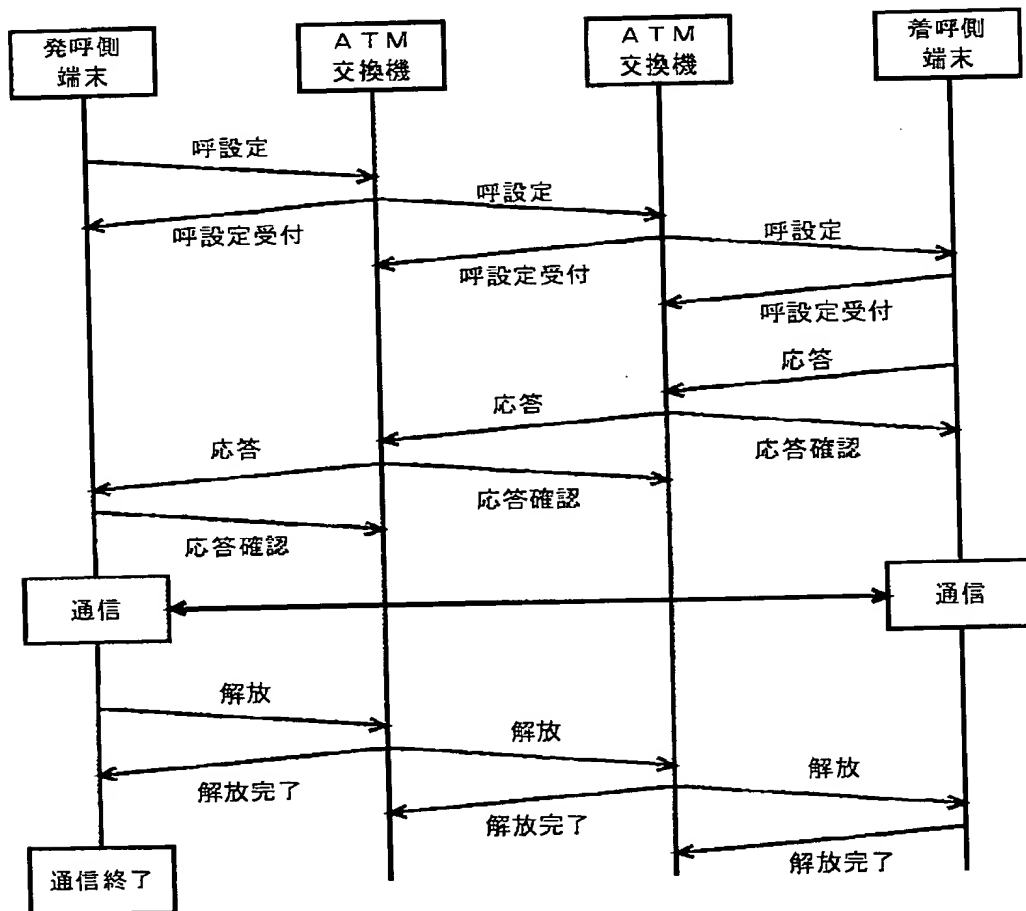 発呼側
端末
ATM
交換機
ATM
交換機
着呼側
端末
呼設定
呼設定
呼設定受付
呼設定
呼設定受付
呼設定受付
応答
応答
応答確認
応答
応答確認
応答確認
通信
通信
解放
解放
解放完了
解放
解放完了
解放完了
通信終了